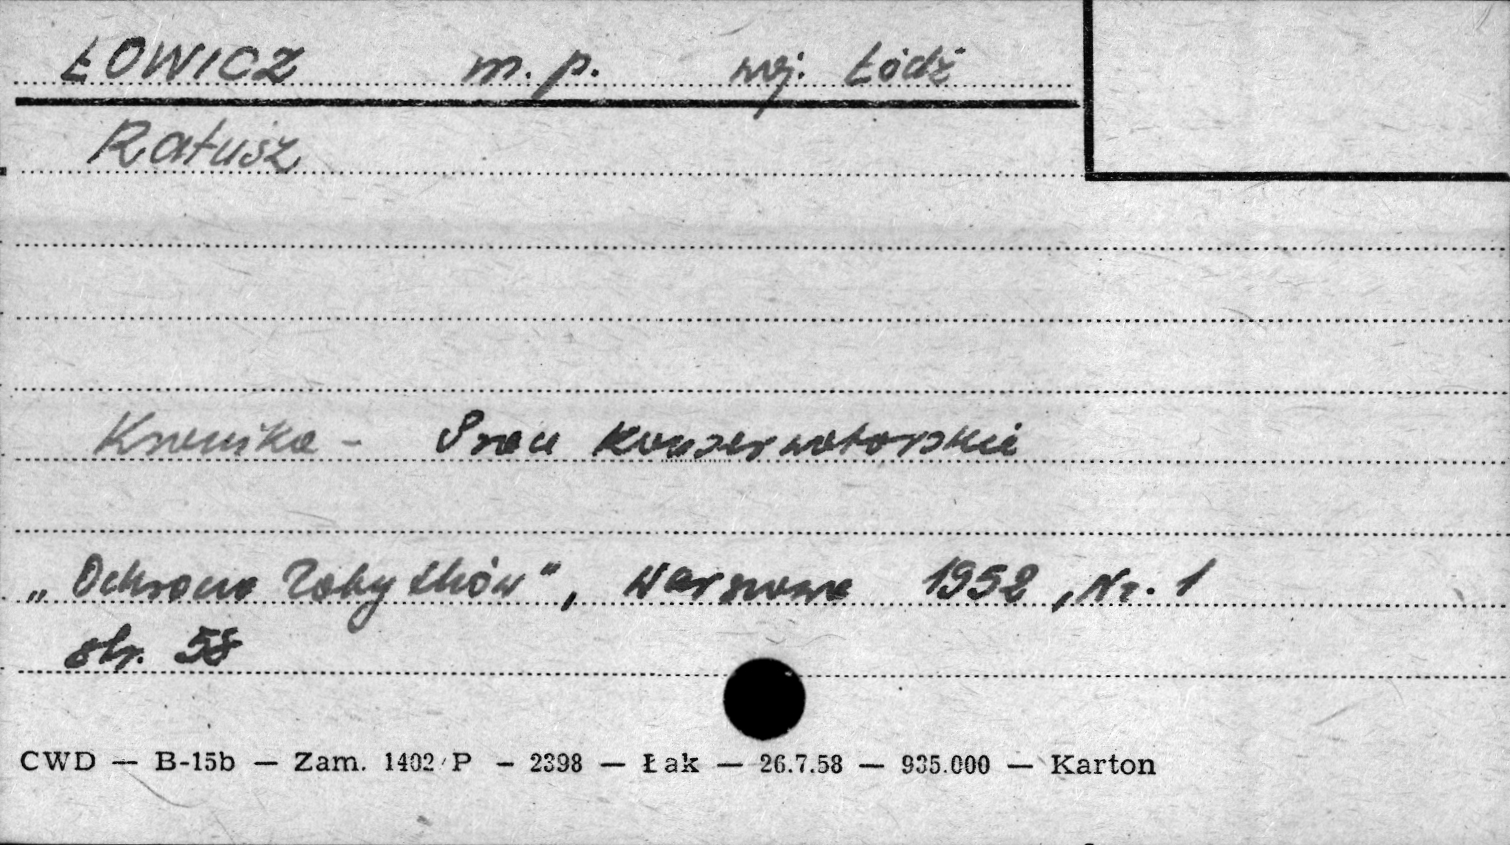 ŁOWICZ m. p. woj. Łódź
Ratusz
Kronika - Prace Konserwatorskie
„Ochrona Zabytków", Warszawa 1952, Nr. 1
str. 58
CWD — B-15b — Zam. 1402/P — 2398 — Łak — 26.7.58 — 935.000 — Karton